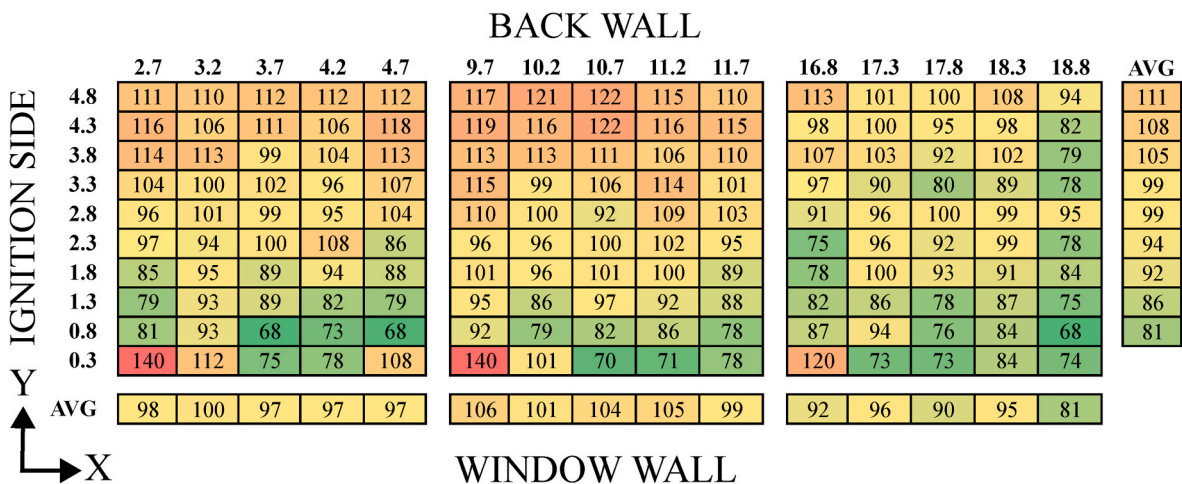 BACK WALL
2.7 3.2 3.7 4.2 4.7 9.7 10.2 10.7 11.2 11.7 16.8 17.3 17.8 18.3 18.8 AVG
IGNITION SIDE
4.8 111 110 112 112 112 117 121 122 115 110 113 101 100 108 94 111
4.3 116 106 111 106 118 119 116 122 116 115 98 100 95 98 82 108
3.8 114 113 99 104 113 113 113 111 106 110 107 103 92 102 79 105
3.3 104 100 102 96 107 115 99 106 114 101 97 90 80 89 78 99
2.8 96 101 99 95 104 110 100 92 109 103 91 96 100 99 95 99
2.3 97 94 100 108 86 96 96 100 102 95 75 96 92 99 78 94
1.8 85 95 89 94 88 101 96 101 100 89 78 100 93 91 84 92
1.3 79 93 89 82 79 95 86 97 92 88 82 86 78 87 75 86
0.8 81 93 68 73 68 92 79 82 86 78 87 94 76 84 68 81
0.3 140 112 75 78 108 140 101 70 71 78 120 73 73 84 74
Y
AVG 98 100 97 97 97 106 101 104 105 99 92 96 90 95 81
X
WINDOW WALL